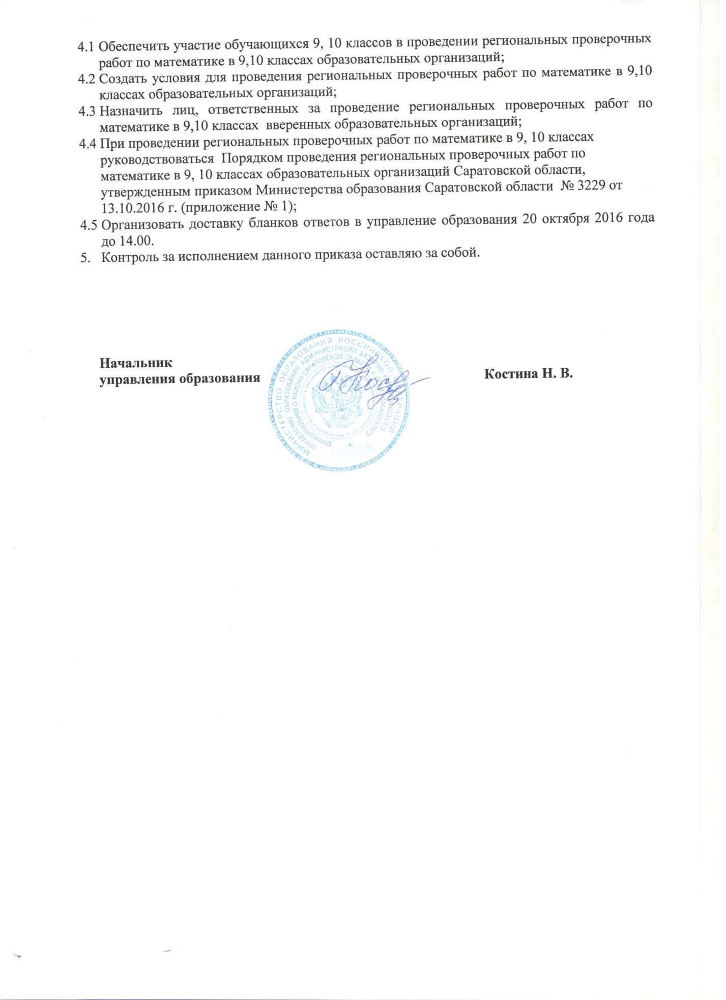 4.1 Обеспечить участие обучающихся 9, 10 классов в проведении региональных проверочных
работ по математике в 9,10 классах образовательных организаций;
4.2 Создать условия для проведения региональных проверочных работ по математике в 9,10
классах образовательных организаций;
4.3 Назначить лиц, ответственных за проведение региональных проверочных работ по
математике в 9,10 классах вверенных образовательных организаций;
4.4 При проведении региональных проверочных работ по математике в 9, 10 классах
руководствоваться Порядком проведения региональных проверочных работ по
математике в 9, 10 классах образовательных организаций Саратовской области,
утвержденным приказом Министерства образования Саратовской области № 3229 от
13.10.2016 г. (приложение № 1);
4.5 Организовать доставку бланков ответов в управление образования 20 октября 2016 года
до 14.00.
5. Контроль за исполнением данного приказа оставляю за собой.
Начальник
управления образования
Костина Н. В.
МИНИСТЕРСТВО ОБРАЗОВАНИЯ РОССИЙСКОЙ ФЕДЕРАЦИИ
УПРАВЛЕНИЕ ОБРАЗОВАНИЯ АДМИНИСТРАЦИИ
МУНИЦИПАЛЬНОГО РАЙОНА САРАТОВСКОЙ ОБЛАСТИ